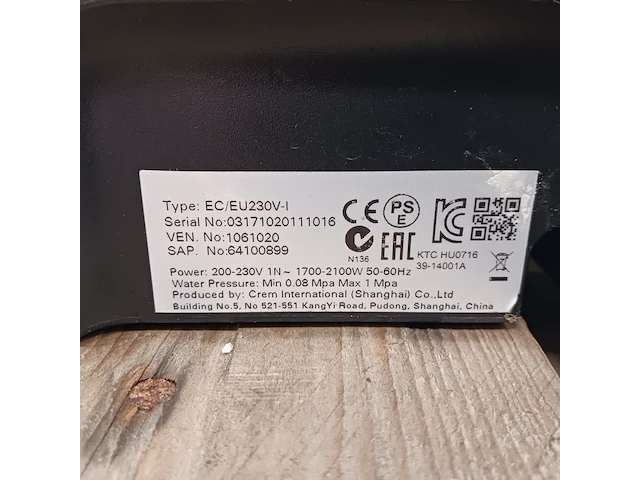 Type: EC/EU230V-I
Serial No:03171020111016
VEN. No:1061020
SAP. No:64100899
CE
PS
E
N136
EAC
KC
KTC HU0716
39-14001A
Power: 200-230V 1N~ 1700-2100W 50-60Hz
Water Pressure: Min 0.08 Mpa Max 1 Mpa
Produced by: Crem International (Shanghai) Co.,Ltd
Building No.5, No 521-551 KangYi Road, Pudong, Shanghai, China